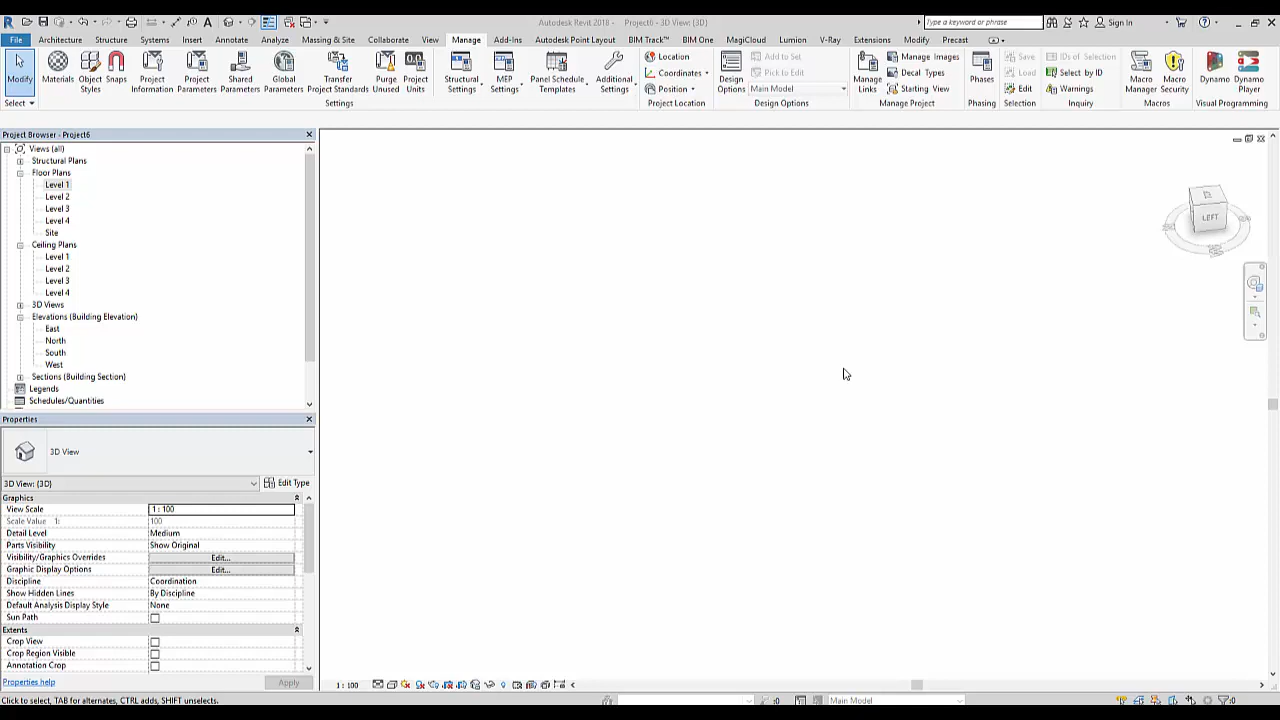 Autodesk Revit 2018 - Project6 - 3D View: {3D}
Type a keyword or phrase
Sign In
File Architecture Structure Systems Insert Annotate Analyze Massing & Site Collaborate View Manage Add-Ins Autodesk Point Layout BIM Track™ BIM One MagiCloud Lumion V-Ray Extensions Modify Precast
Modify
Materials
Object Styles
Snaps
Project Information
Project Parameters
Shared Parameters
Global Parameters
Transfer Project Standards
Purge Unused
Project Units
Structural Settings
MEP Settings
Panel Schedule Templates
Additional Settings
Location
Coordinates
Position
Design Options
Add to Set
Pick to Edit
Main Model
Manage Links
Manage Images
Decal Types
Starting View
Phases
Save
Load
Edit
IDs of Selection
Select by ID
Warnings
Macro Manager
Macro Security
Dynamo
Dynamo Player
Select Settings Project Location Design Options Manage Project Phasing Selection Inquiry Macros Visual Programming
Project Browser - Project6
Views (all)
Structural Plans
Floor Plans
Level 1
Level 2
Level 3
Level 4
Site
Ceiling Plans
Level 1
Level 2
Level 3
Level 4
3D Views
Elevations (Building Elevation)
East
North
South
West
Sections (Building Section)
Legends
Schedules/Quantities
LEFT
Properties
3D View
3D View: {3D} Edit Type
Graphics
View Scale 1 : 100
Scale Value 1: 100
Detail Level Medium
Parts Visibility Show Original
Visibility/Graphics Overrides Edit...
Graphic Display Options Edit...
Discipline Coordination
Show Hidden Lines By Discipline
Default Analysis Display Style None
Sun Path
Extents
Crop View
Crop Region Visible
Annotation Crop
Properties help Apply
1 : 100
Click to select, TAB for alternates, CTRL adds, SHIFT unselects.
:0
Main Model
:0